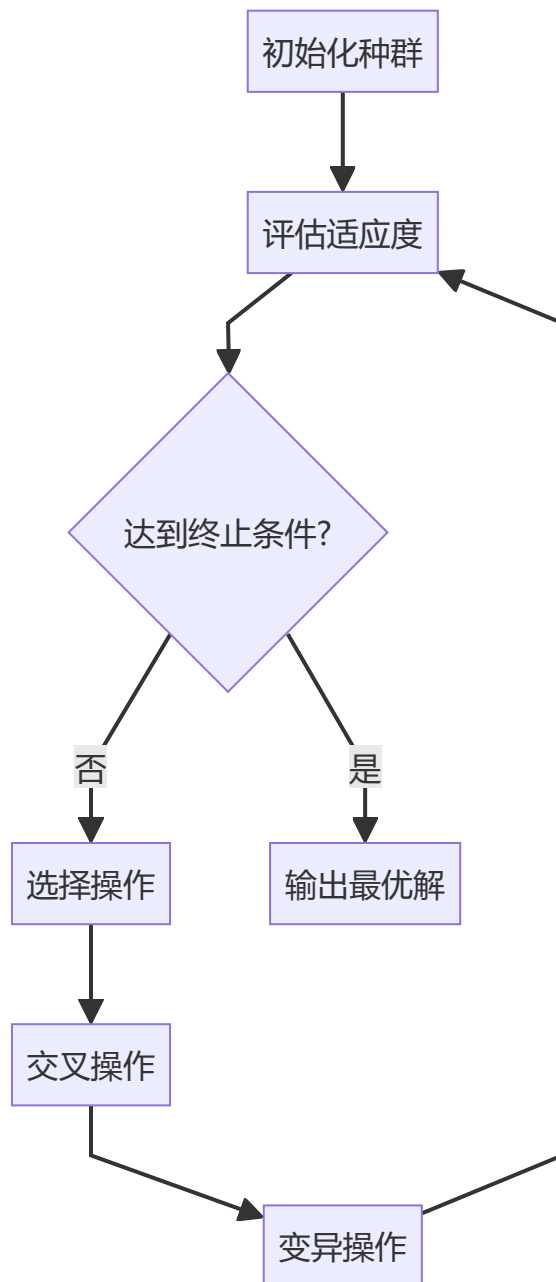 初始化种群
评估适应度
达到终止条件?
否
是
选择操作
输出最优解
交叉操作
变异操作